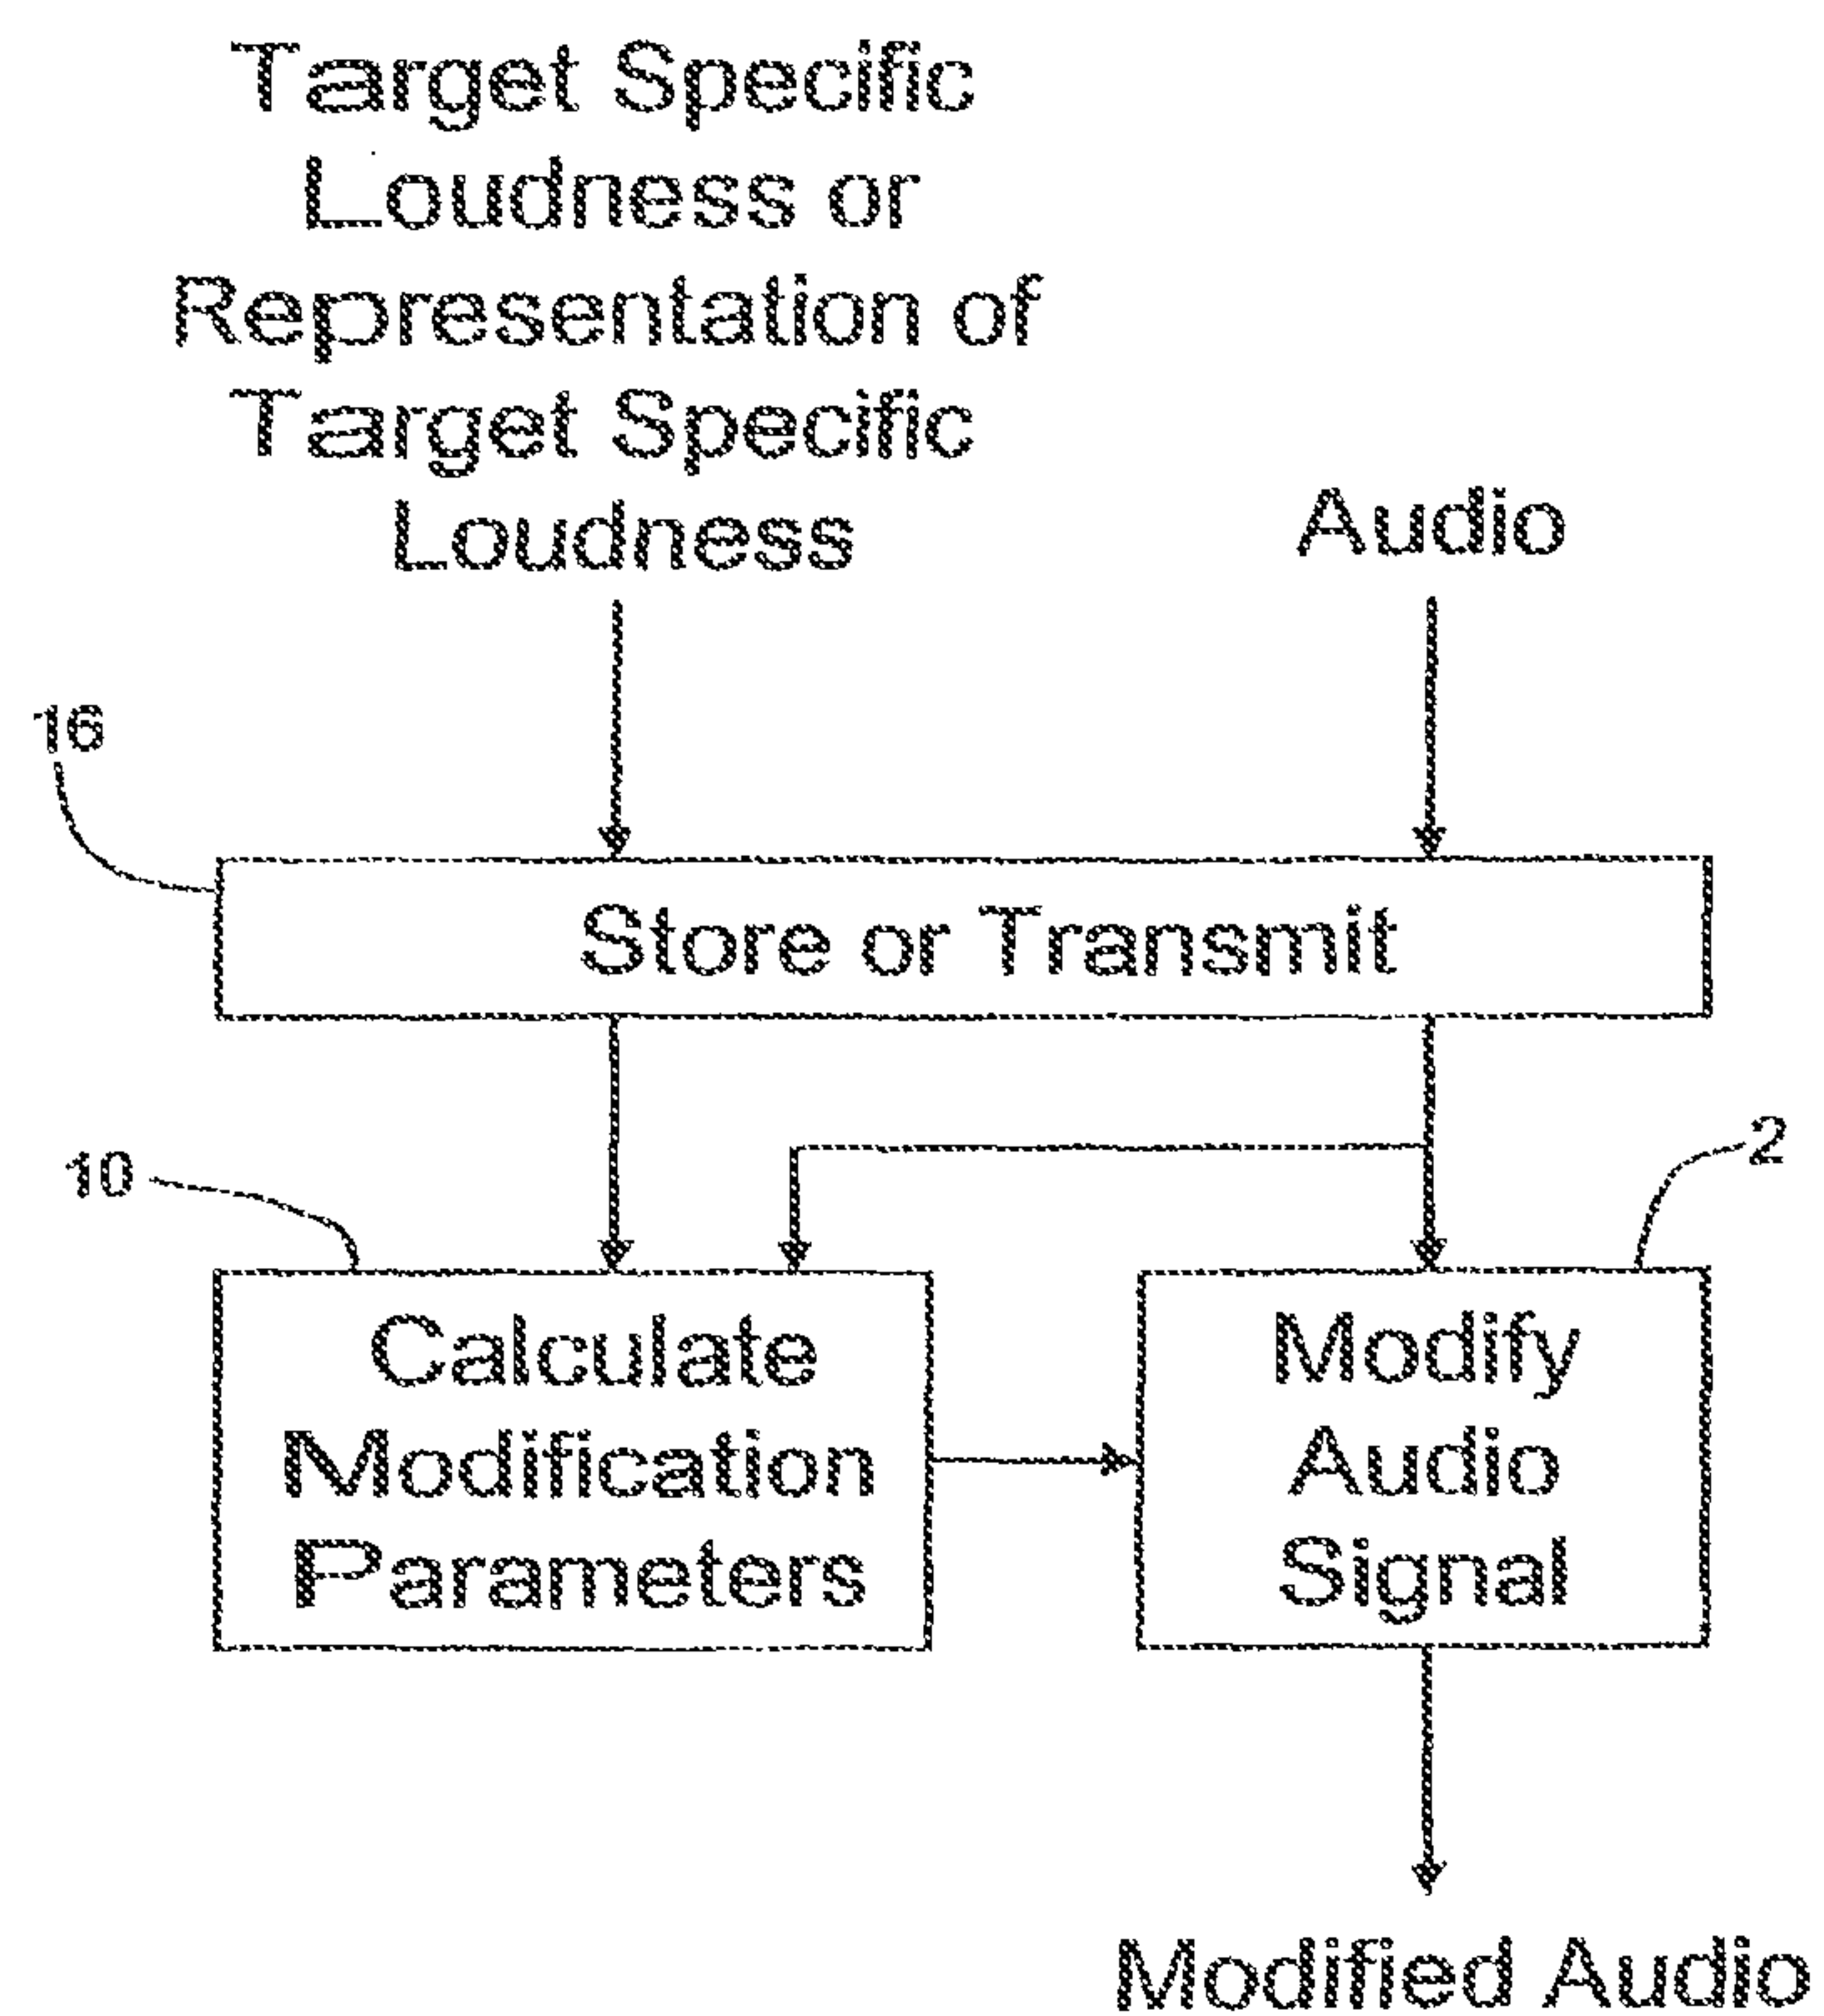 Target Specific
Loudness or
Representation of
Target Specific
Loudness
Audio
16
Store or Transmit
10
2
Calculate
Modification
Parameters
Modify
Audio
Signal
Modified Audio